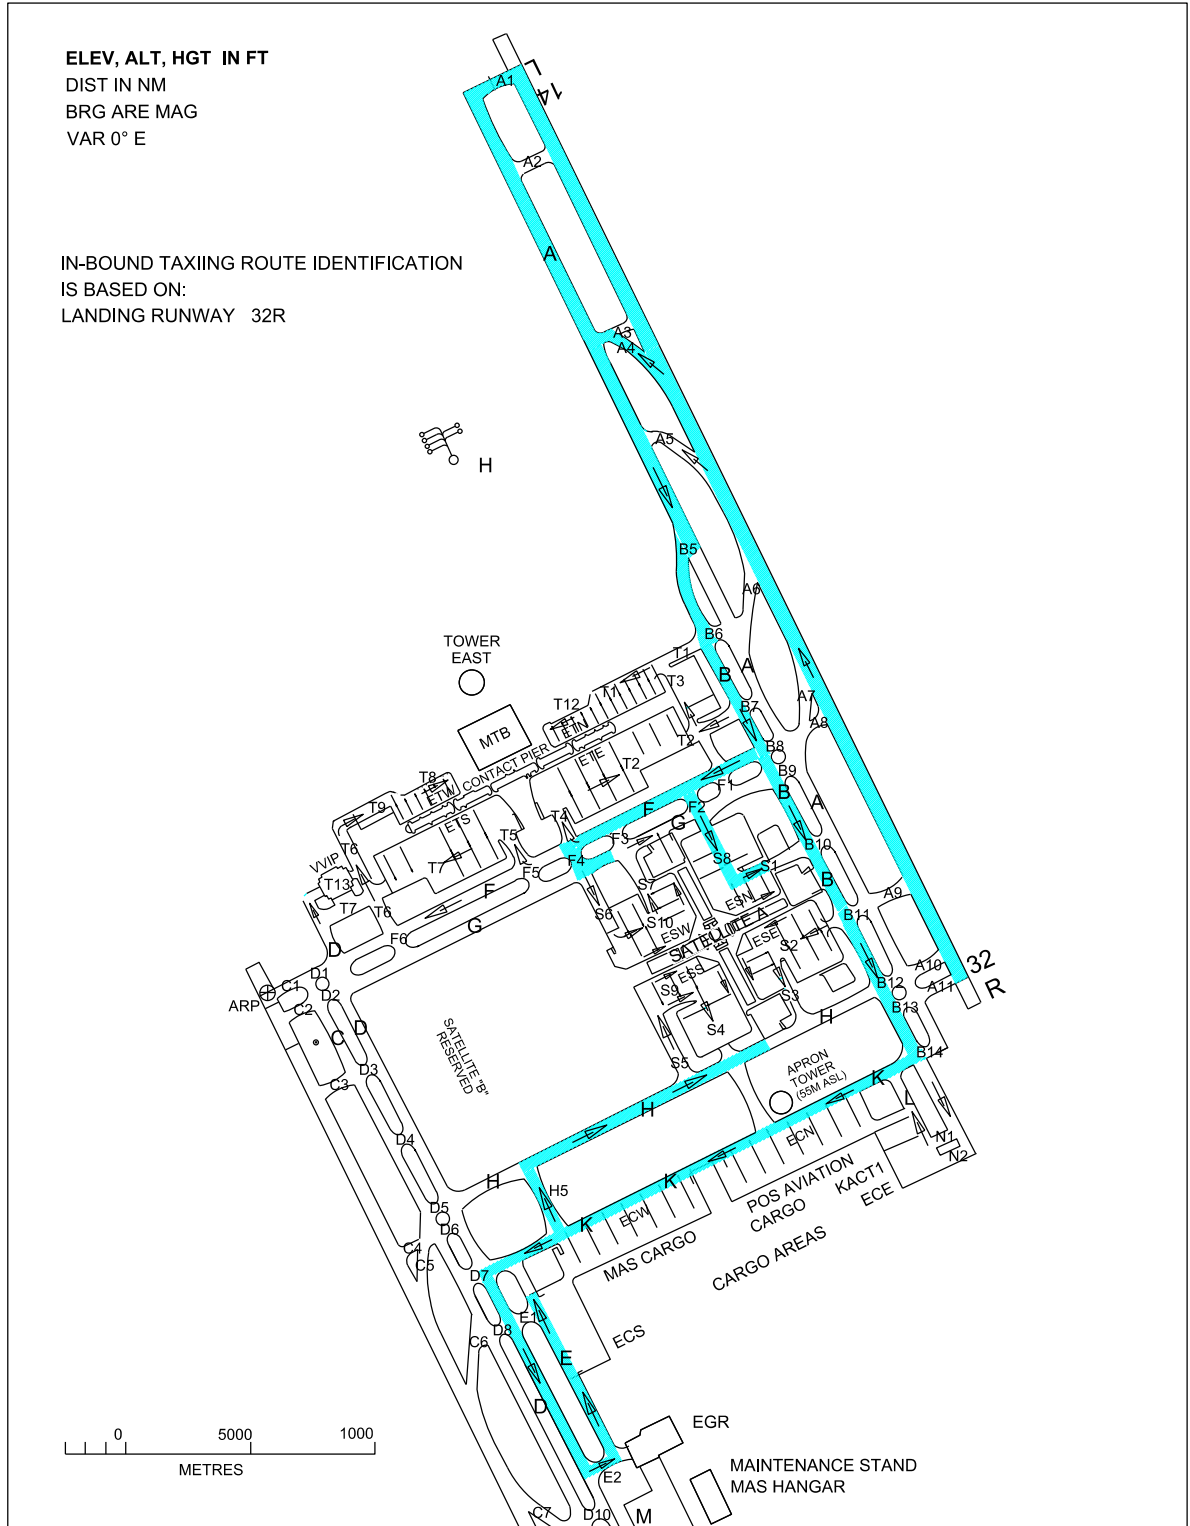 ELEV, ALT, HGT IN FT
DIST IN NM
BRG ARE MAG
VAR 0° E
IN-BOUND TAXIING ROUTE IDENTIFICATION
IS BASED ON:
LANDING RUNWAY 32R
14
L
A1
A2
A
A3
A4
A5
H
B5
A6
B6
TOWER
EAST
T1
T3
B
A
T1
T12
A7
B7
A8
MTB
ETN
T2
B8
CONTACT PIER
ETE
T2
B9
T8
ETW
F1
B
A
T9
ETS
T4
F
F2
G
F3
B10
T5
T6
T7
F4
S8
S1
B
VVIP
F5
T13
F
S7
ESN
A9
T7
T6
G
S6
S10
ESW
SATELLITE A
B11
F6
ESE
S2
D
32
R
A10
A11
D1
C1
ESS
S9
S3
B12
ARP
D2
C2
B13
D
C
S4
H
SATELLITE "B"
RESERVED
B14
S5
APRON
TOWER
(55M ASL)
D3
C3
K
H
L
D4
ECN
N1
N2
H
H5
K
POS AVIATION
CARGO
KACT1
ECE
D5
D6
ECW
K
C4
C5
MAS CARGO
CARGO AREAS
D7
E1
D8
C6
ECS
E
D
EGR
0
5000
1000
METRES
E2
MAINTENANCE STAND
MAS HANGAR
C7
D10
M